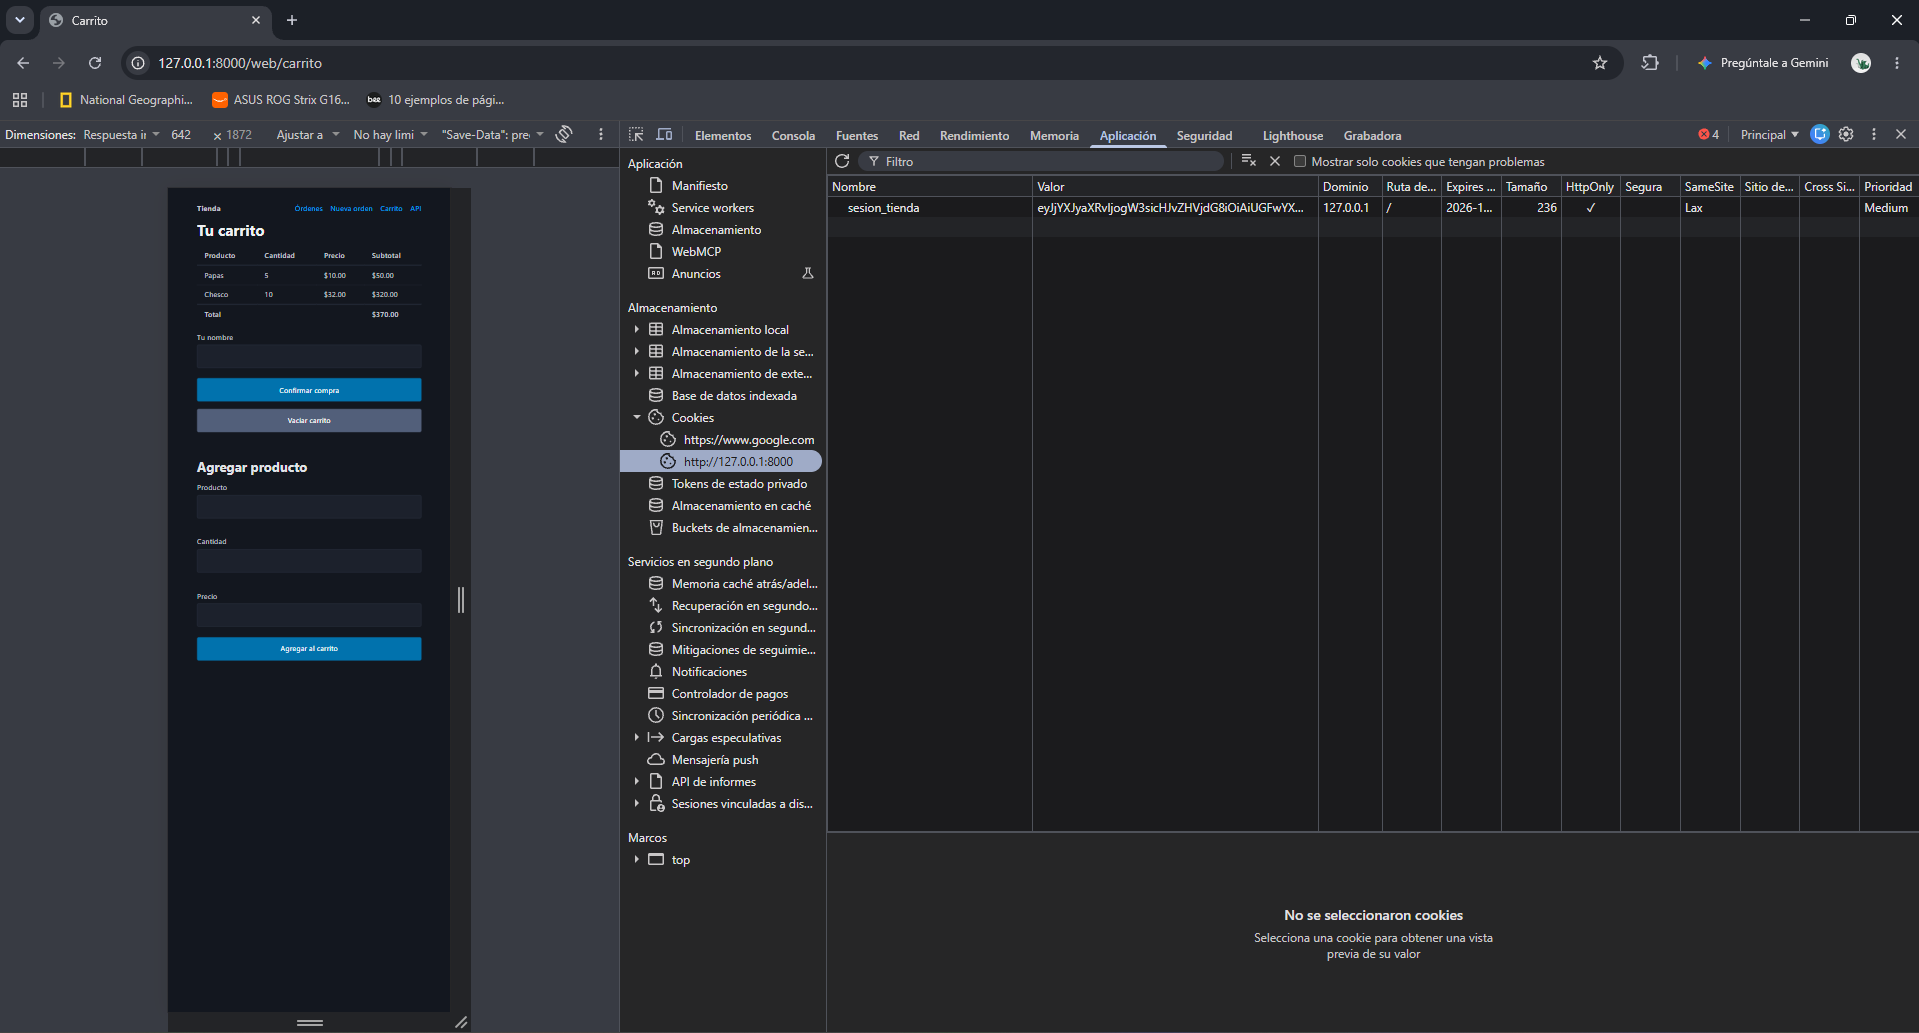 Carrito
127.0.0.1:8000/web/carrito
Pregúntale a Gemini
National Geographi...
ASUS ROG Strix G16...
10 ejemplos de pági...
Dimensiones: Respuesta ir 642 x 1872 Ajustar a No hay limi "Save-Data": pre
Elementos Consola Fuentes Red Rendimiento Memoria Aplicación Seguridad Lighthouse Grabadora
4 Principal
Tienda
Órdenes Nueva orden Carrito API
Tu carrito
Producto Cantidad Precio Subtotal
Papas 5 $10.00 $50.00
Chesco 10 $32.00 $320.00
Total $370.00
Tu nombre
Confirmar compra
Vaciar carrito
Agregar producto
Producto
Cantidad
Precio
Agregar al carrito
Aplicación
Manifiesto
Service workers
Almacenamiento
WebMCP
Anuncios
Almacenamiento
Almacenamiento local
Almacenamiento de la se...
Almacenamiento de exte...
Base de datos indexada
Cookies
https://www.google.com
http://127.0.0.1:8000
Tokens de estado privado
Almacenamiento en caché
Buckets de almacenamien...
Servicios en segundo plano
Memoria caché atrás/adel...
Recuperación en segundo...
Sincronización en segund...
Mitigaciones de seguimie...
Notificaciones
Controlador de pagos
Sincronización periódica ...
Cargas especulativas
Mensajería push
API de informes
Sesiones vinculadas a dis...
Marcos
top
Filtro
Mostrar solo cookies que tengan problemas
Nombre Valor Dominio Ruta de... Expires ... Tamaño HttpOnly Segura SameSite Sitio de... Cross Si... Prioridad
sesion_tienda eyJjYXJyaXRvIjogW3sicHJvZHVjdG8iOiAiUGFwYX... 127.0.0.1 / 2026-1... 236 ✓ Lax Medium
No se seleccionaron cookies
Selecciona una cookie para obtener una vista
previa de su valor